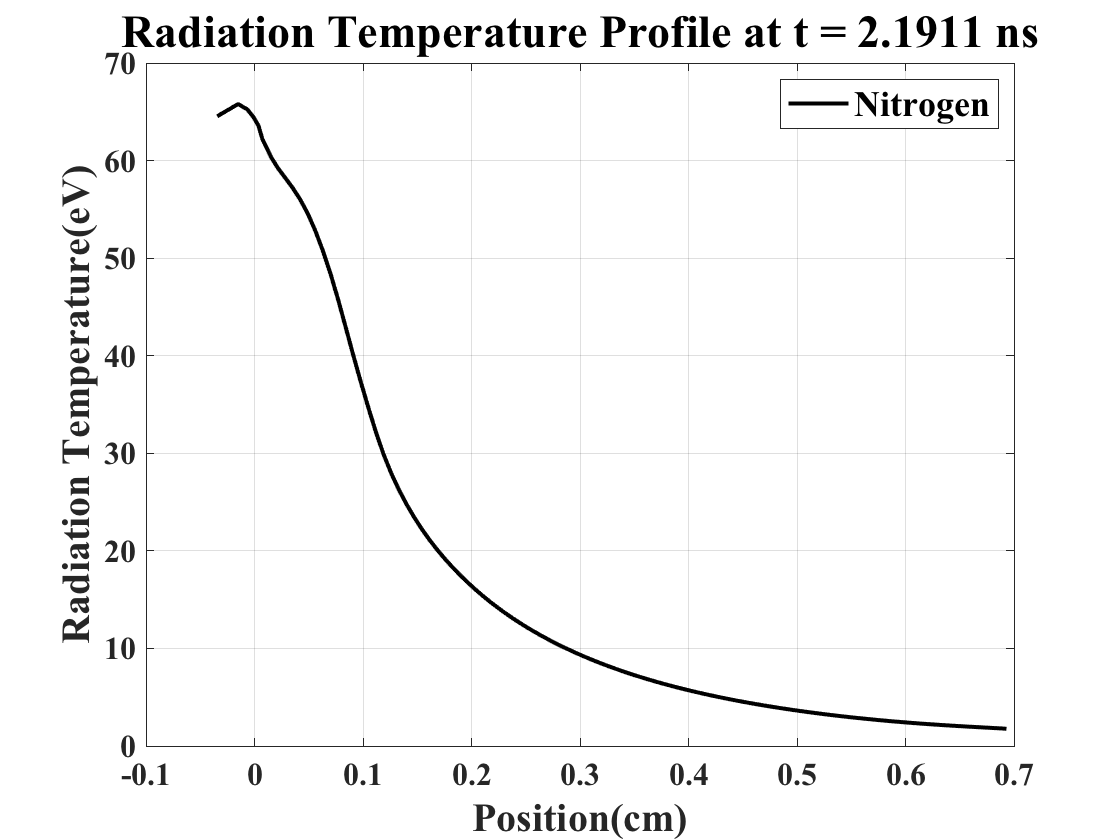 Radiation Temperature Profile at t = 2.1911 ns
Nitrogen
Radiation Temperature(eV)
70
60
50
40
30
20
10
0
-0.1 0 0.1 0.2 0.3 0.4 0.5 0.6 0.7
Position(cm)